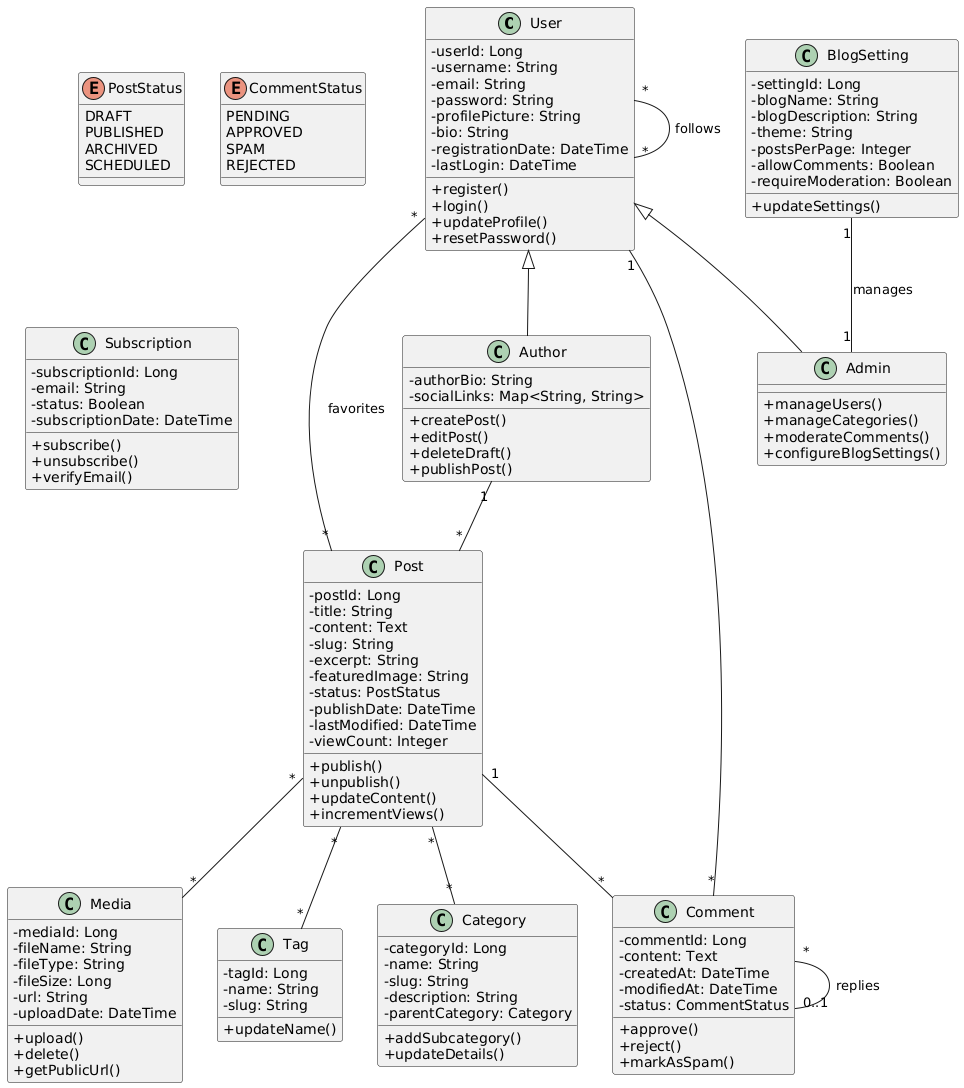 C User
-userId: Long
-username: String
-email: String
-password: String
-profilePicture: String
-bio: String
-registrationDate: DateTime
-lastLogin: DateTime
+register()
+login()
+updateProfile()
+resetPassword()
*
*
follows
C BlogSetting
-settingId: Long
-blogName: String
-blogDescription: String
-theme: String
-postsPerPage: Integer
-allowComments: Boolean
-requireModeration: Boolean
+updateSettings()
E PostStatus
DRAFT
PUBLISHED
ARCHIVED
SCHEDULED
E CommentStatus
PENDING
APPROVED
SPAM
REJECTED
*
1
1
manages
1
C Subscription
-subscriptionId: Long
-email: String
-status: Boolean
-subscriptionDate: DateTime
+subscribe()
+unsubscribe()
+verifyEmail()
favorites
C Author
-authorBio: String
-socialLinks: Map<String, String>
+createPost()
+editPost()
+deleteDraft()
+publishPost()
C Admin
+manageUsers()
+manageCategories()
+moderateComments()
+configureBlogSettings()
1
*
*
C Post
-postId: Long
-title: String
-content: Text
-slug: String
-excerpt: String
-featuredImage: String
-status: PostStatus
-publishDate: DateTime
-lastModified: DateTime
-viewCount: Integer
+publish()
+unpublish()
+updateContent()
+incrementViews()
*
1
*
*
*
*
*
*
*
C Media
-mediaId: Long
-fileName: String
-fileType: String
-fileSize: Long
-url: String
-uploadDate: DateTime
+upload()
+delete()
+getPublicUrl()
C Tag
-tagId: Long
-name: String
-slug: String
+updateName()
C Category
-categoryId: Long
-name: String
-slug: String
-description: String
-parentCategory: Category
+addSubcategory()
+updateDetails()
C Comment
-commentId: Long
-content: Text
-createdAt: DateTime
-modifiedAt: DateTime
-status: CommentStatus
+approve()
+reject()
+markAsSpam()
*
replies
0..1